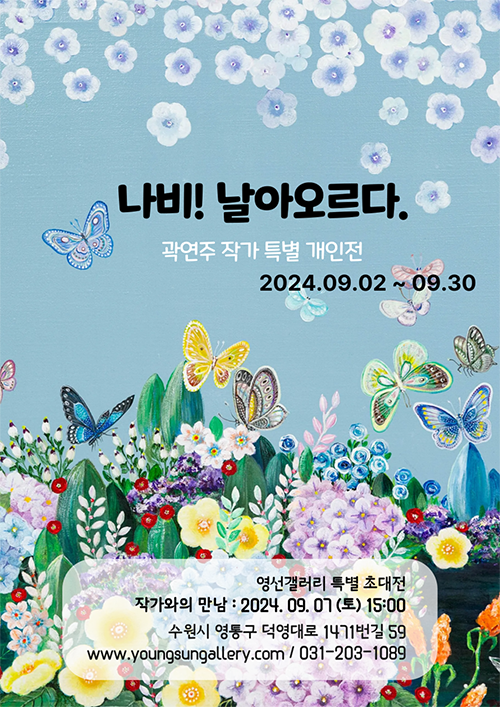 나비! 날아오르다.
곽연주 작가 특별 개인전
2024.09.02 ~ 09.30
영선갤러리 특별 초대전
작가와의 만남 : 2024. 09. 07 (토) 15:00
수원시 영통구 덕영대로 1471번길 59
www.youngsungallery.com / 031-203-1089